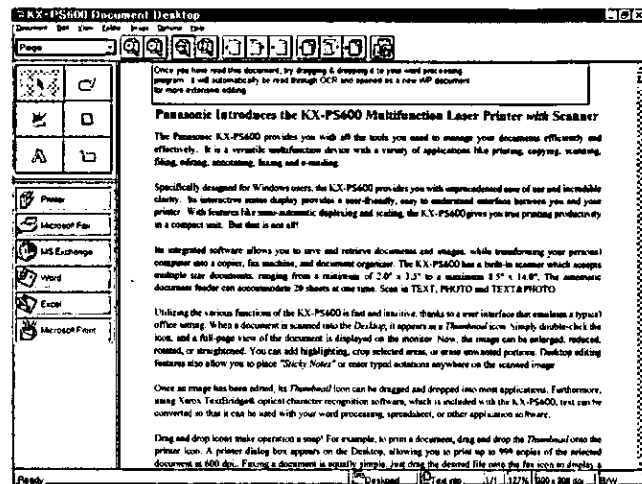 KX-PS600 Document Desktop
Document Edit View Folder Image Options Help
Page
Once you have read this document, try dragging & dropping it to your word processing
program. It will automatically be read through OCR and opened as a new WP document
for more extensive editing.
Panasonic Introduces the KX-PS600 Multifunction Laser Printer with Scanner
The Panasonic KX-PS600 provides you with all the tools you need to manage your documents efficiently and
effectively. It is a versatile multifunction device with a variety of applications like printing, copying, scanning,
filing, editing, annotating, faxing and e-mailing.
Specifically designed for Windows users, the KX-PS600 provides you with unprecedented ease of use and incredible
clarity. Its interactive status display provides a user-friendly, easy to understand interface between you and your
printer. With features like semi-automatic duplexing and scaling, the KX-PS600 gives you true printing productivity
in a compact unit. But that is not all!
Its integrated software allows you to save and retrieve documents and images, while transforming your personal
computer into a copier, fax machine, and document organizer. The KX-PS600 has a built-in scanner which accepts
multiple size documents, ranging from a minimum of 2.0" x 3.5" to a maximum 8.5" x 14.0". The automatic
document feeder can accommodate 20 sheets at one time. Scan in TEXT, PHOTO and TEXT&PHOTO
Utilizing the various functions of the KX-PS600 is fast and intuitive, thanks to a user interface that emulates a typical
office setting. When a document is scanned into the Desktop, it appears as a Thumbnail icon. Simply double-click the
icon, and a full-page view of the document is displayed on the monitor. Now, the image can be enlarged, reduced,
rotated, or straightened. You can add highlighting, crop selected areas, or erase unwanted portions. Desktop editing
features also allow you to place "Sticky Notes" or enter typed notations anywhere on the scanned image
Once an image has been edited, its Thumbnail icon can be dragged and dropped into most applications. Furthermore,
using Xerox TextBridge® optical character recognition software, which is included with the KX-PS600, text can be
converted so that it can be used with your word processing, spreadsheet, or other application software.
Drag and drop icons make operation a snap! For example, to print a document, drag and drop the Thumbnail onto the
printer icon. A printer dialog box appears on the Desktop, allowing you to print up to 999 copies of the selected
document at 600 dpi. Faxing a document is equally simple. Just drag the desired file onto the fax icon to display a
Printer
Microsoft Fax
MS Exchange
Word
Excel
Microsoft Paint
Ready
Deskpad
1/1
127%
B/W